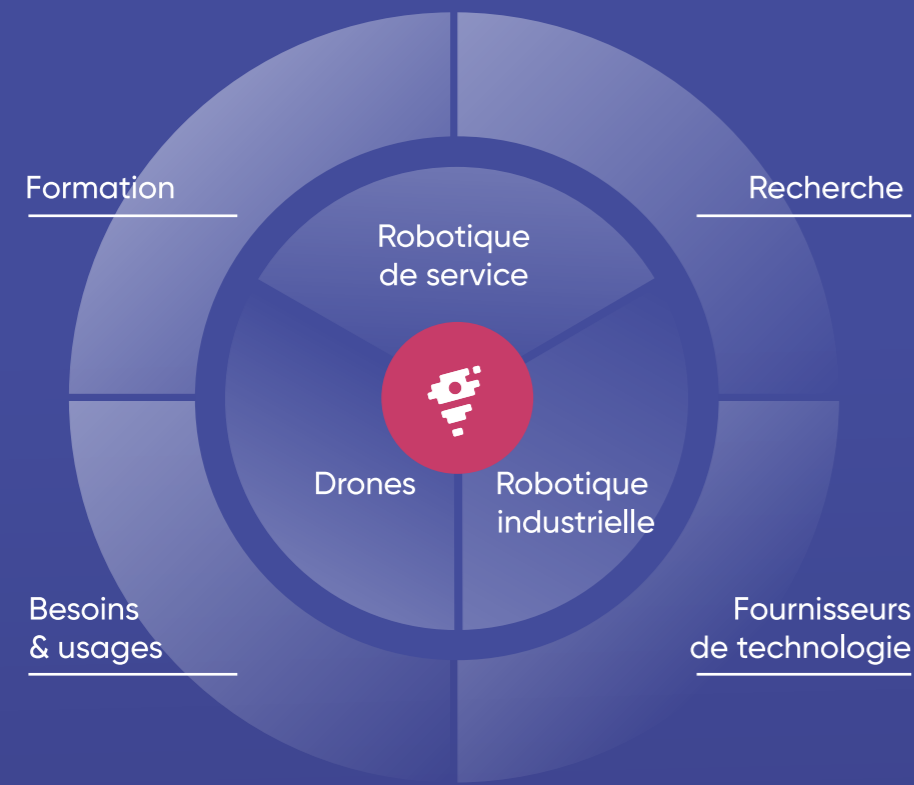 Formation
Recherche
Robotique
de service
Drones
Robotique
industrielle
Besoins
& usages
Fournisseurs
de technologie